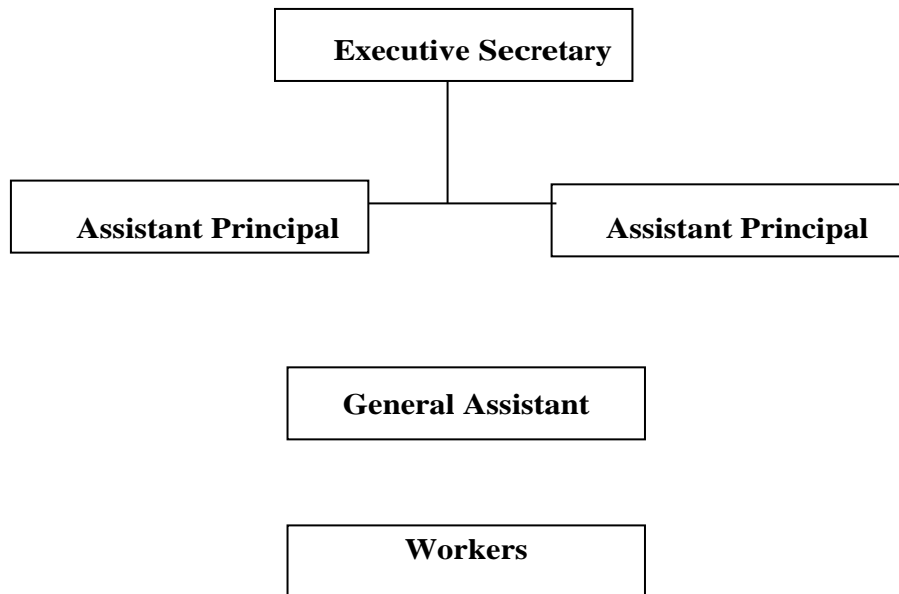 Executive Secretary
Assistant Principal
Assistant Principal
General Assistant
Workers